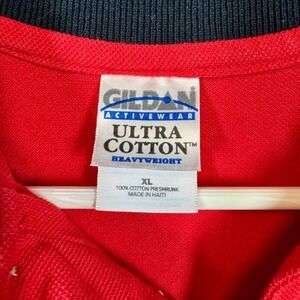 GILDAN
ACTIVEWEAR
ULTRA
COTTON™
HEAVYWEIGHT
XL
100% COTTON PRESHRUNK
MADE IN HAITI